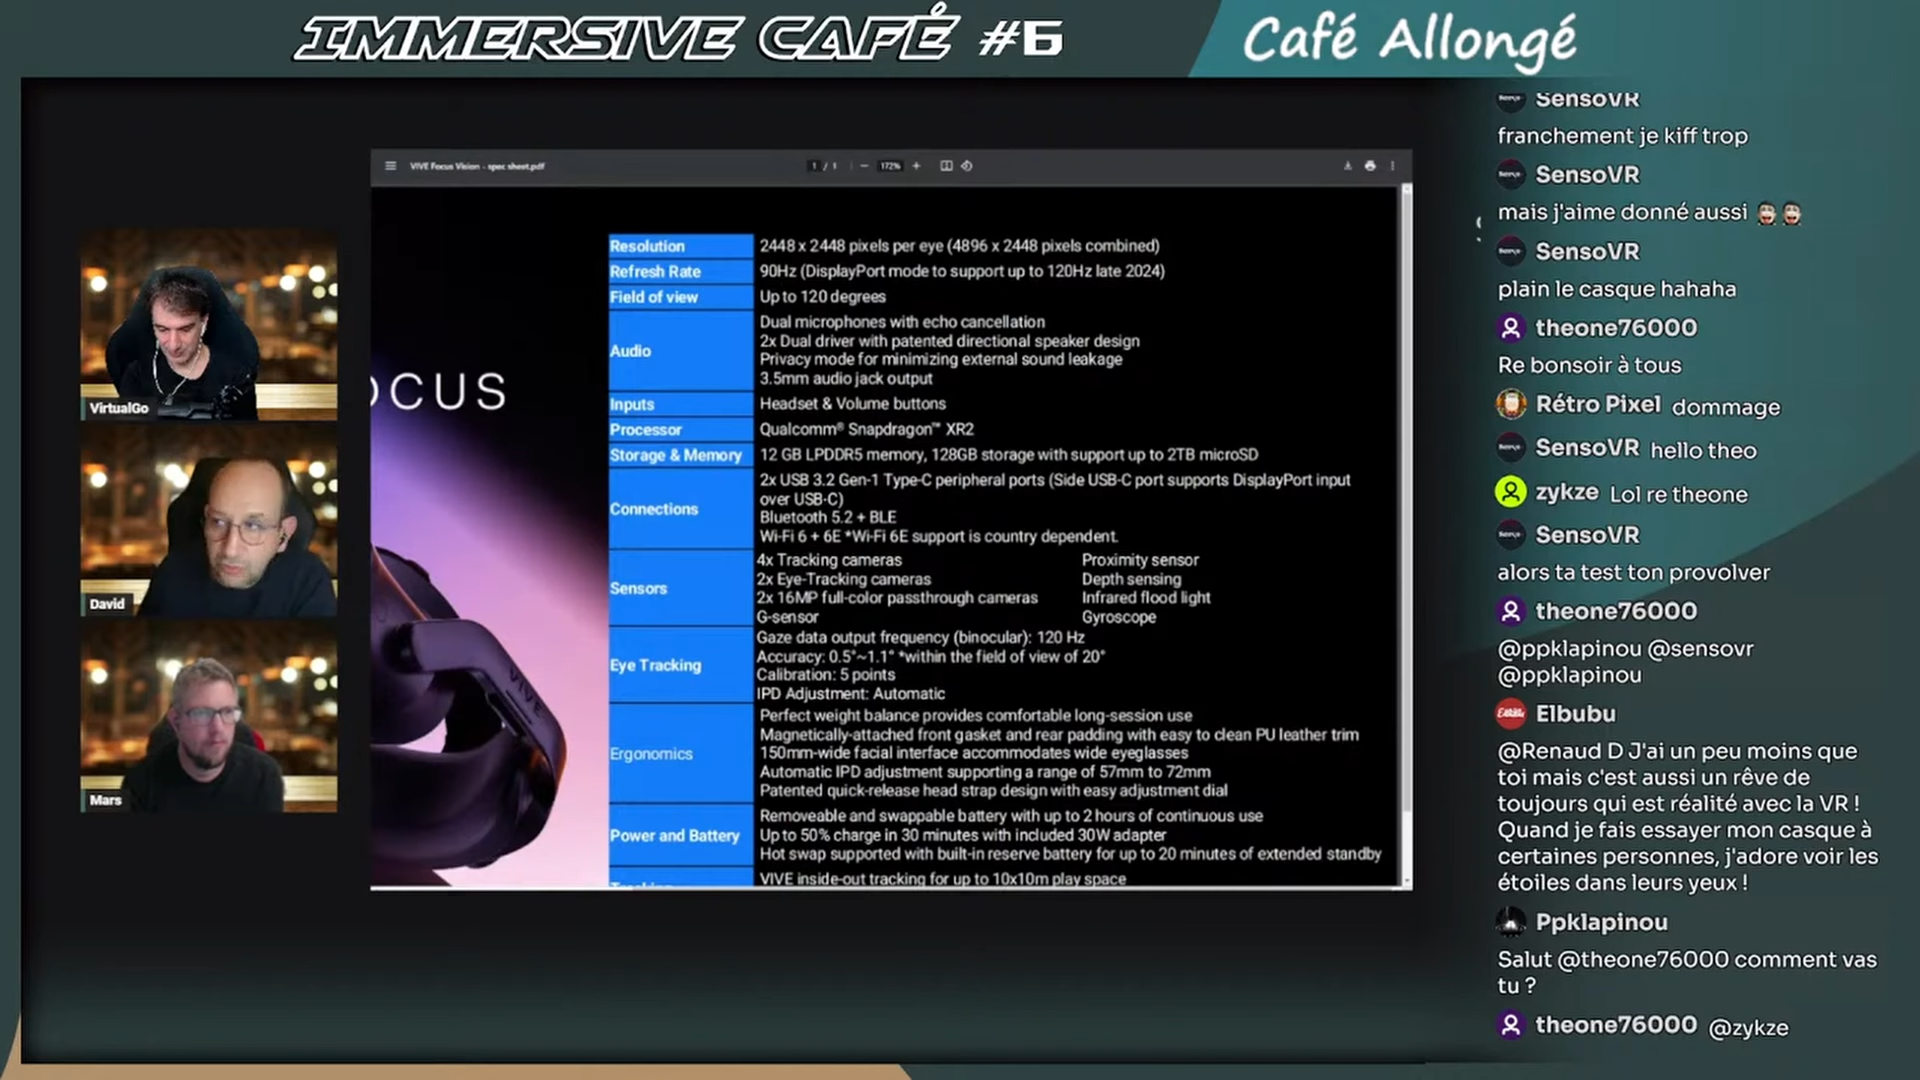 IMMERSIVE CAFÉ #6
Café Allongé
VIVE Focus Vision - spec sheet.pdf
1 / 1
172%
OCUS
VIVE
Resolution
2448 x 2448 pixels per eye (4896 x 2448 pixels combined)
Refresh Rate
90Hz (DisplayPort mode to support up to 120Hz late 2024)
Field of view
Up to 120 degrees
Audio
Dual microphones with echo cancellation
2x Dual driver with patented directional speaker design
Privacy mode for minimizing external sound leakage
3.5mm audio jack output
Inputs
Headset & Volume buttons
Processor
Qualcomm® Snapdragon™ XR2
Storage & Memory
12 GB LPDDR5 memory, 128GB storage with support up to 2TB microSD
Connections
2x USB 3.2 Gen-1 Type-C peripheral ports (Side USB-C port supports DisplayPort input
over USB-C)
Bluetooth 5.2 + BLE
Wi-Fi 6 + 6E *Wi-Fi 6E support is country dependent.
Sensors
4x Tracking cameras
2x Eye-Tracking cameras
2x 16MP full-color passthrough cameras
G-sensor
Proximity sensor
Depth sensing
Infrared flood light
Gyroscope
Eye Tracking
Gaze data output frequency (binocular): 120 Hz
Accuracy: 0.5°~1.1° *within the field of view of 20°
Calibration: 5 points
IPD Adjustment: Automatic
Ergonomics
Perfect weight balance provides comfortable long-session use
Magnetically-attached front gasket and rear padding with easy to clean PU leather trim
150mm-wide facial interface accommodates wide eyeglasses
Automatic IPD adjustment supporting a range of 57mm to 72mm
Patented quick-release head strap design with easy adjustment dial
Power and Battery
Removeable and swappable battery with up to 2 hours of continuous use
Up to 50% charge in 30 minutes with included 30W adapter
Hot swap supported with built-in reserve battery for up to 20 minutes of extended standby
VIVE inside-out tracking for up to 10x10m play space
VirtualGo
David
Mars
SensoVR
franchement je kiff trop
SensoVR
mais j'aime donné aussi
SensoVR
plain le casque hahaha
theone76000
Re bonsoir à tous
Rétro Pixel dommage
SensoVR hello theo
zykze Lol re theone
SensoVR
alors ta test ton provolver
theone76000
@ppklapinou @sensovr
@ppklapinou
Elbubu
@Renaud D J'ai un peu moins que
toi mais c'est aussi un rêve de
toujours qui est réalité avec la VR !
Quand je fais essayer mon casque à
certaines personnes, j'adore voir les
étoiles dans leurs yeux !
Ppklapinou
Salut @theone76000 comment vas
tu ?
theone76000 @zykze